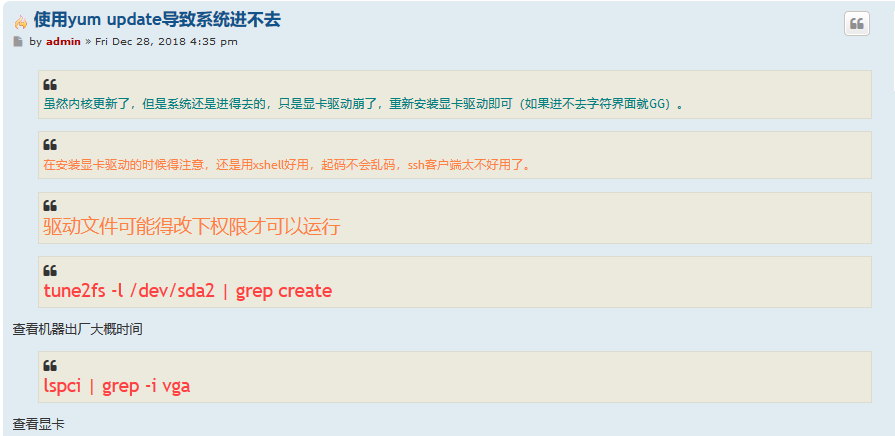 使用yum update导致系统进不去
by admin » Fri Dec 28, 2018 4:35 pm
虽然内核更新了，但是系统还是进得去的，只是显卡驱动崩了，重新安装显卡驱动即可（如果进不去字符界面就GG）。
在安装显卡驱动的时候得注意，还是用xshell好用，起码不会乱码，ssh客户端太不好用了。
驱动文件可能得改下权限才可以运行
tune2fs -l /dev/sda2 | grep create
查看机器出厂大概时间
lspci | grep -i vga
查看显卡